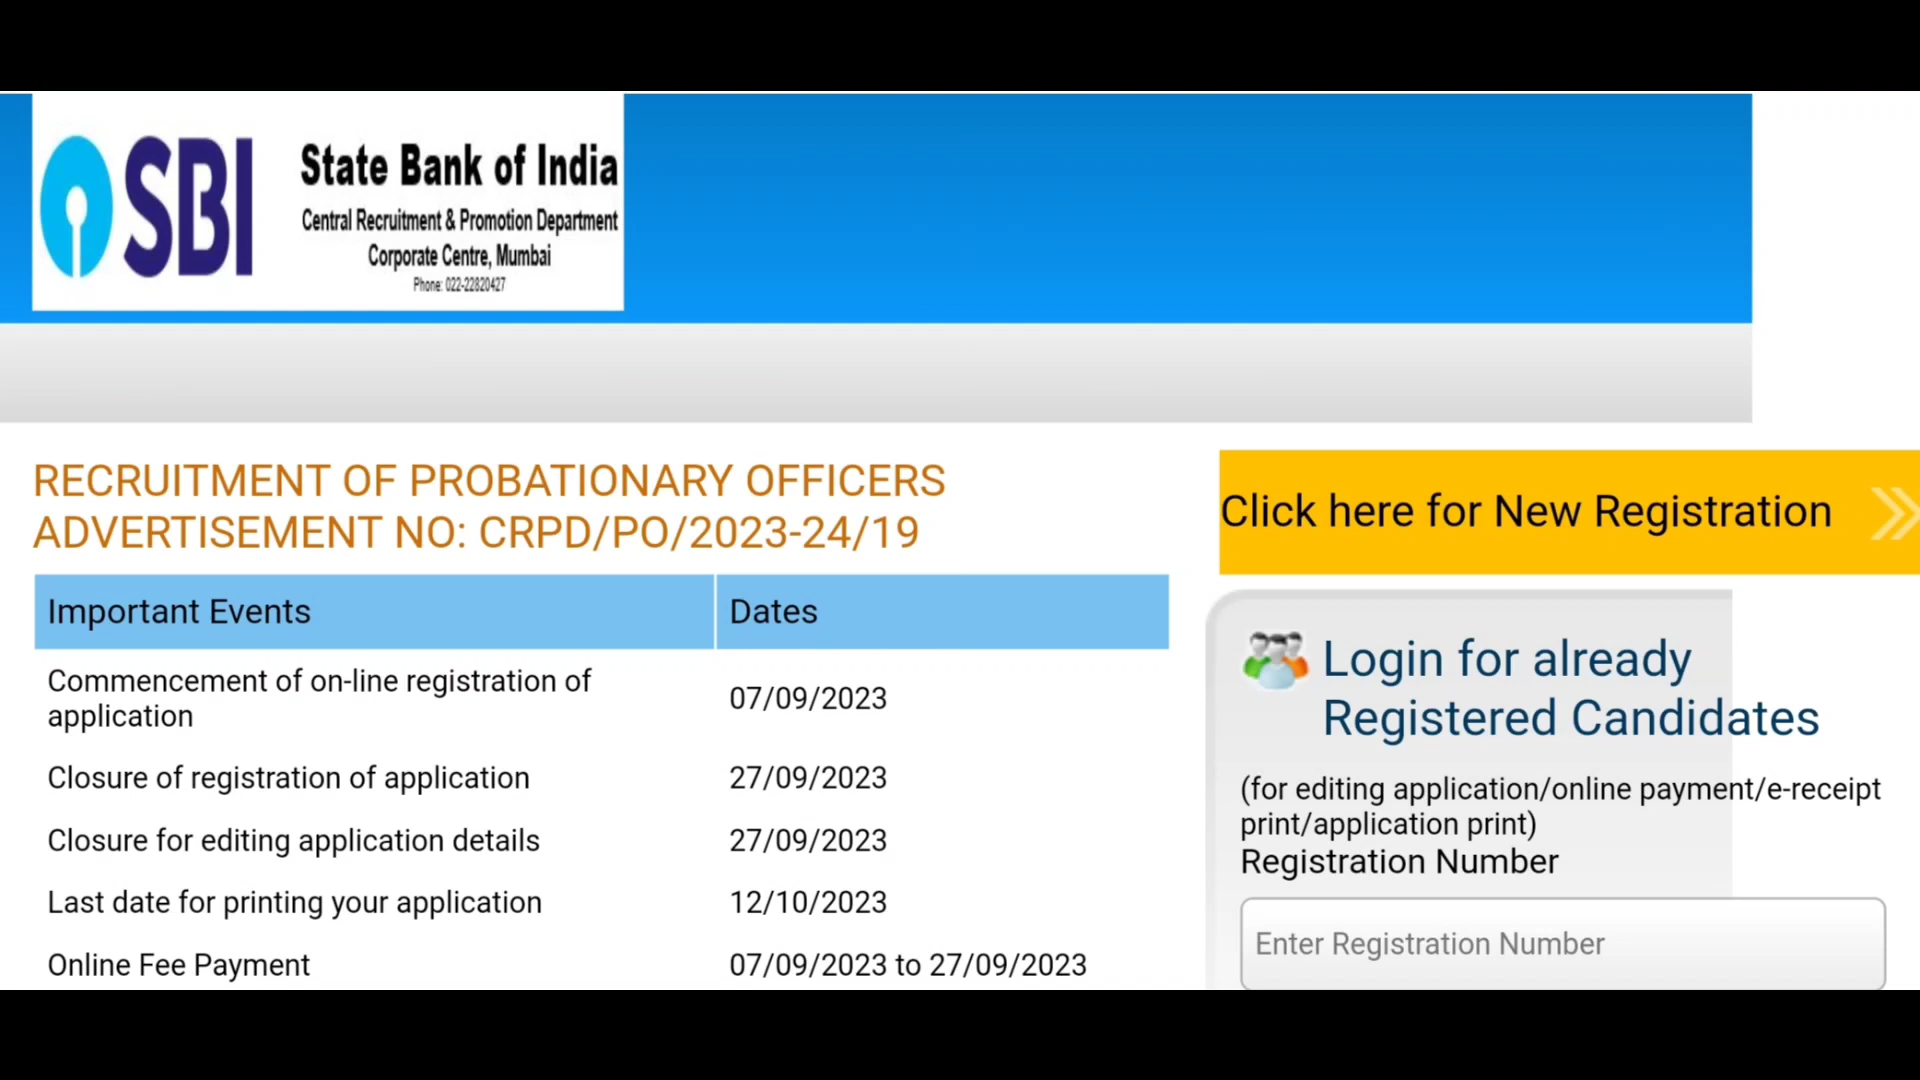 SBI
State Bank of India
Central Recruitment & Promotion Department
Corporate Centre, Mumbai
Phone: 022-22820427
RECRUITMENT OF PROBATIONARY OFFICERS
ADVERTISEMENT NO: CRPD/PO/2023-24/19
Important Events Dates
Commencement of on-line registration of
application
07/09/2023
Closure of registration of application 27/09/2023
Closure for editing application details 27/09/2023
Last date for printing your application 12/10/2023
Online Fee Payment 07/09/2023 to 27/09/2023
Click here for New Registration
Login for already
Registered Candidates
(for editing application/online payment/e-receipt
print/application print)
Registration Number
Enter Registration Number